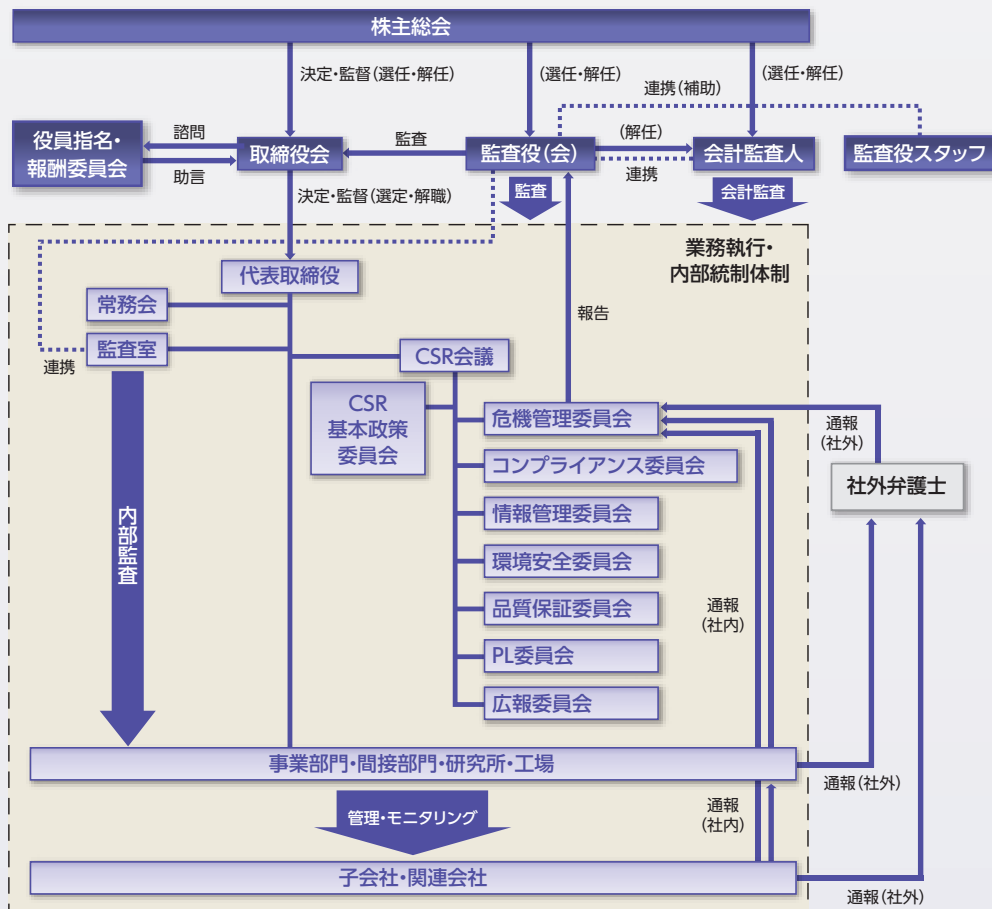 株主総会
決定・監督(選任・解任)
(選任・解任)
(選任・解任)
連携(補助)
役員指名・
報酬委員会
諮問
助言
取締役会
監査
監査役(会)
(解任)
連携
会計監査人
監査役スタッフ
決定・監督(選定・解職)
監査
会計監査
業務執行・
内部統制体制
代表取締役
常務会
監査室
連携
報告
CSR会議
CSR
基本政策
委員会
危機管理委員会
コンプライアンス委員会
情報管理委員会
環境安全委員会
品質保証委員会
PL委員会
広報委員会
通報
(社外)
社外弁護士
内部監査
通報
(社内)
事業部門・間接部門・研究所・工場
通報(社外)
管理・モニタリング
通報
(社内)
子会社・関連会社
通報(社外)